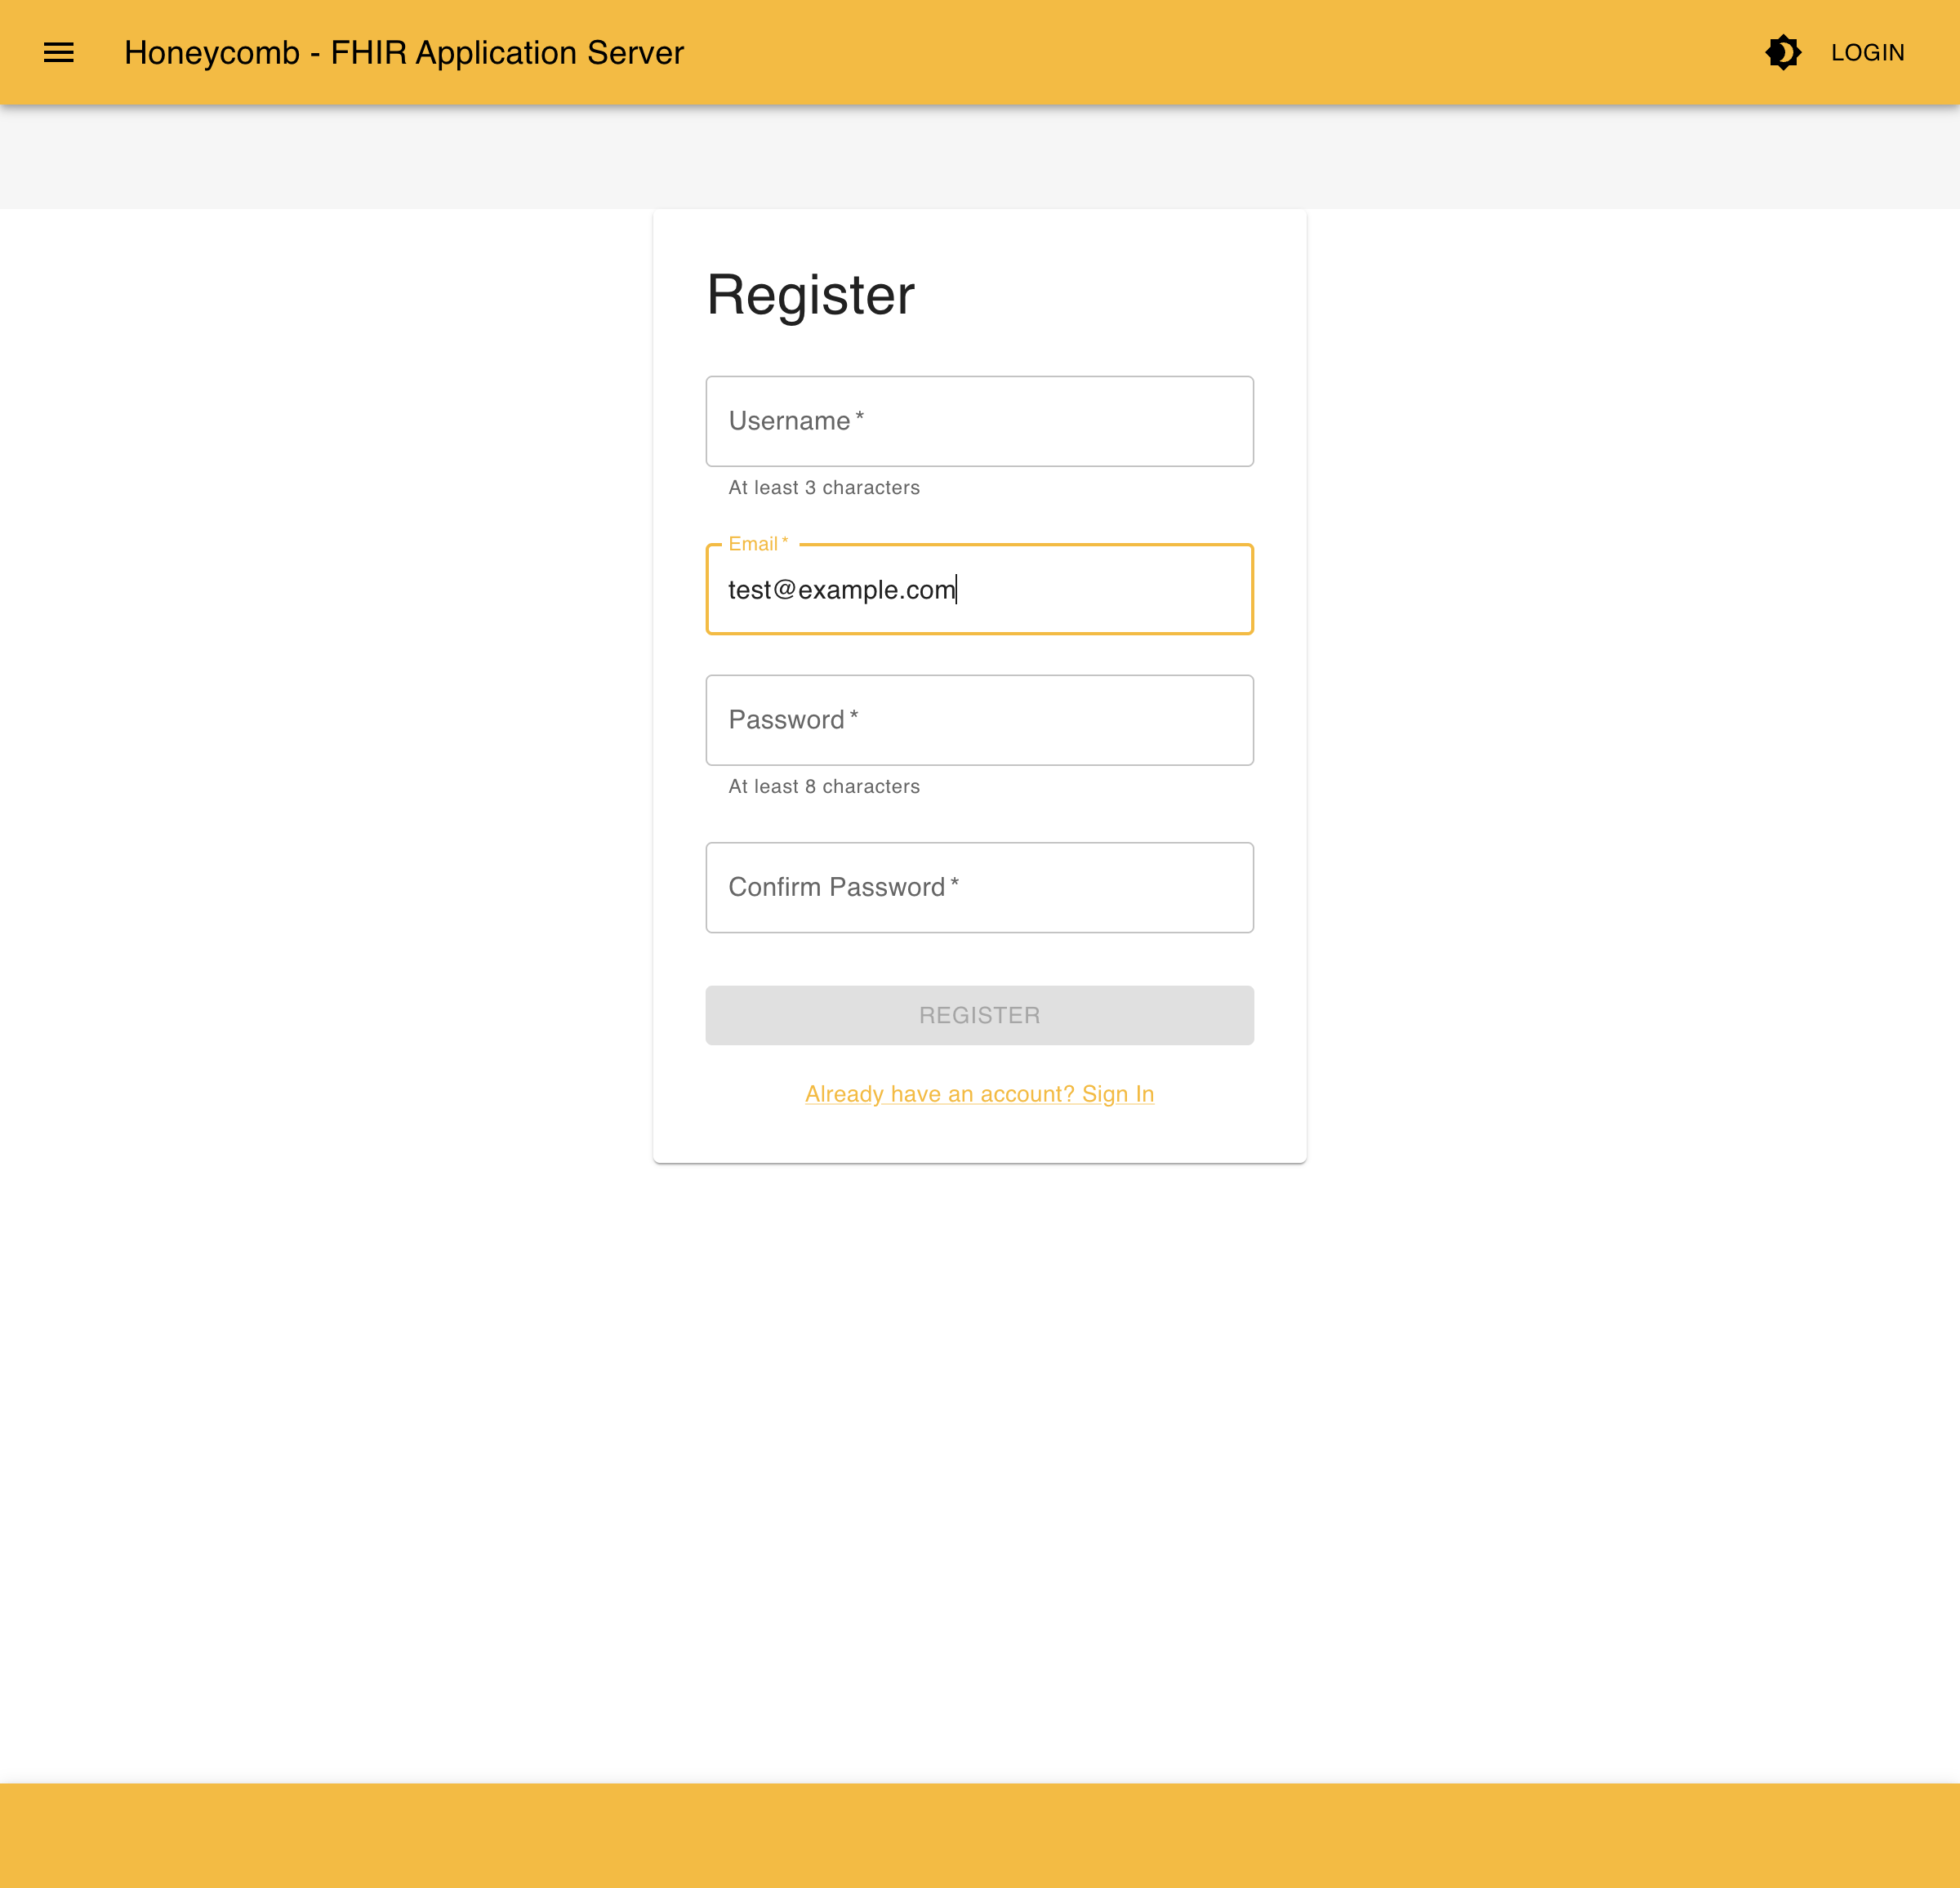 Honeycomb - FHIR Application Server
LOGIN
Register
Username *
At least 3 characters
Email *
test@example.com
Password *
At least 8 characters
Confirm Password *
REGISTER
Already have an account? Sign In